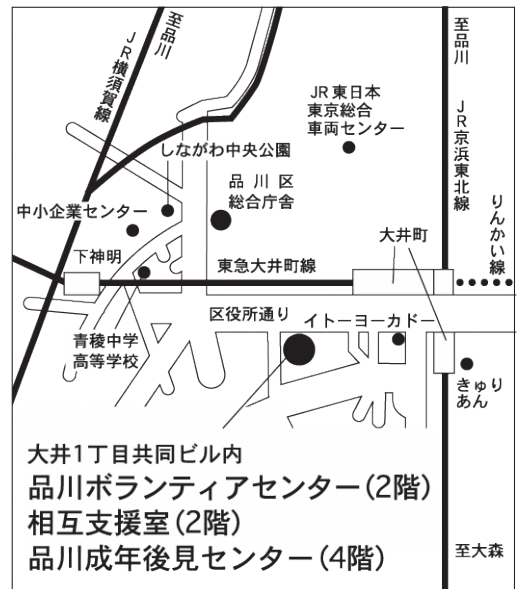 至品川
JR横須賀線
至品川
JR京浜東北線
JR東日本
東京総合
車両センター
しながわ中央公園
品川区
総合庁舎
中小企業センター
りんかい線
大井町
下神明
東急大井町線
区役所通り
イトーヨーカドー
青稜中学
高等学校
きゅり
あん
大井1丁目共同ビル内
品川ボランティアセンター(2階)
相互支援室(2階)
品川成年後見センター(4階)
至大森